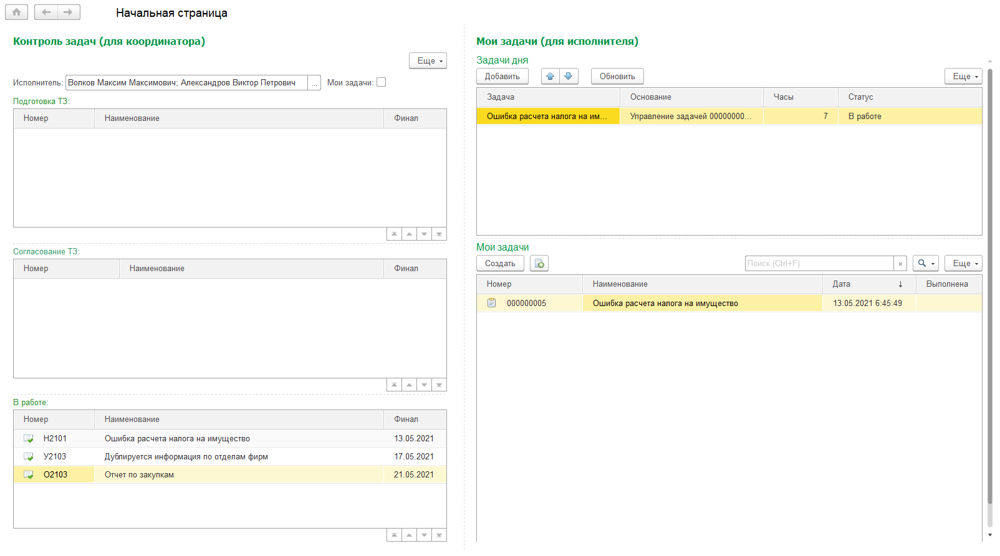 Начальная страница
Контроль задач (для координатора)
Еще
Исполнитель: Волков Максим Максимович; Александров Виктор Петрович ... Мои задачи:
Подготовка ТЗ:
Номер Наименование Финал
Согласование ТЗ:
Номер Наименование Финал
В работе:
Номер Наименование Финал
Н2101 Ошибка расчета налога на имущество 13.05.2021
У2103 Дублируется информация по отделам фирм 17.05.2021
О2103 Отчет по закупкам 21.05.2021
Мои задачи (для исполнителя)
Задачи дня
Добавить Обновить Еще
Задача Основание Часы Статус
Ошибка расчета налога на им... Управление задачей 00000000... 7 В работе
Мои задачи
Создать Поиск (Ctrl+F) × Еще
Номер Наименование Дата ↓ Выполнена
000000005 Ошибка расчета налога на имущество 13.05.2021 6:45:49